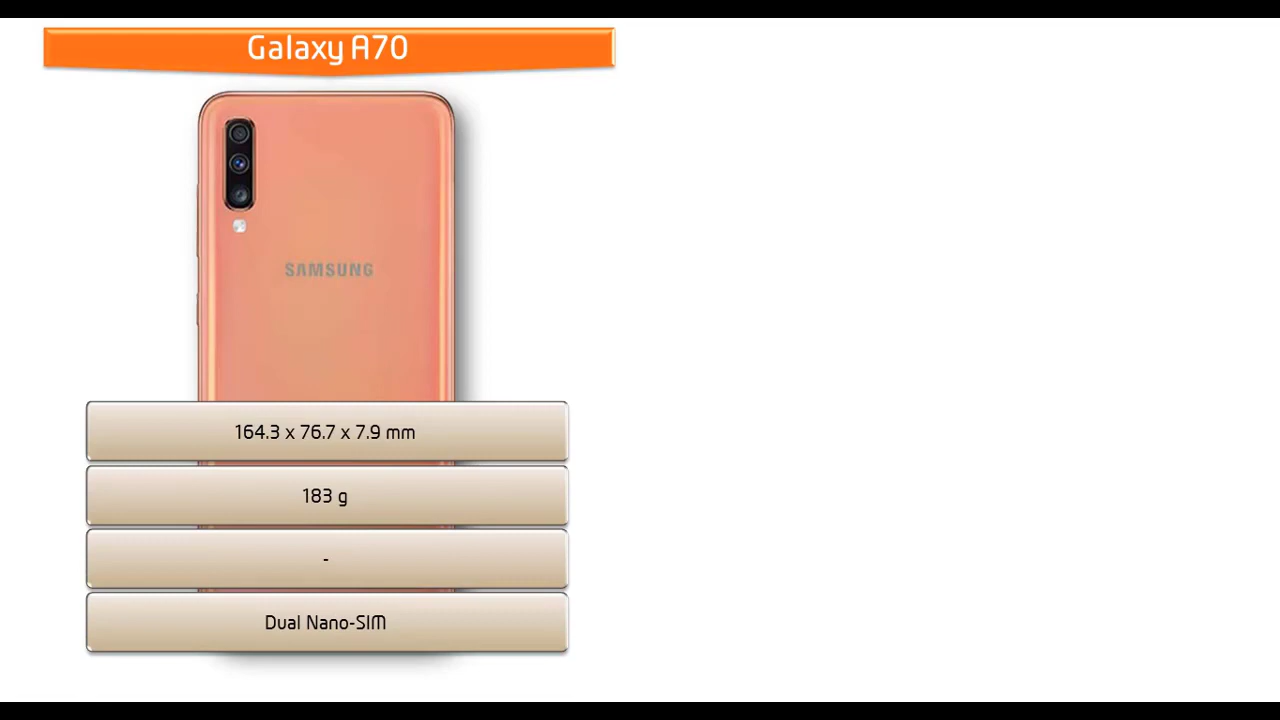 Galaxy A70
SAMSUNG
164.3 x 76.7 x 7.9 mm
183 g
-
Dual Nano-SIM